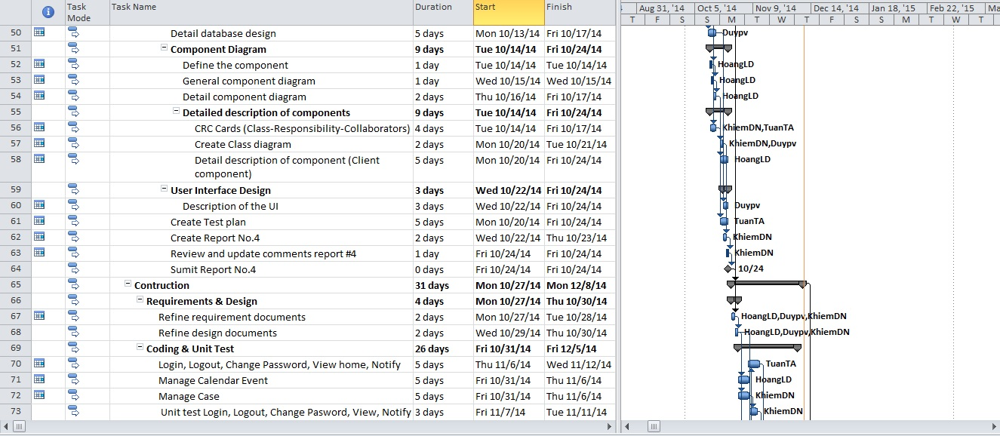 Task Mode Task Name Duration Start Finish
Aug 31, '14 Oct 5, '14 Nov 9, '14 Dec 14, '14 Jan 18, '15 Feb 22, '15 Ma
T F S S M T W T F S S M T W T
50 Detail database design 5 days Mon 10/13/14 Fri 10/17/14 Duypv
51 Component Diagram 9 days Tue 10/14/14 Fri 10/24/14
52 Define the component 1 day Tue 10/14/14 Tue 10/14/14 HoangLD
53 General component diagram 1 day Wed 10/15/14 Wed 10/15/14 HoangLD
54 Detail component diagram 2 days Thu 10/16/14 Fri 10/17/14 HoangLD
55 Detailed description of components 9 days Tue 10/14/14 Fri 10/24/14
56 CRC Cards (Class-Responsibility-Collaborators) 4 days Tue 10/14/14 Fri 10/17/14 KhiemDN,TuanTA
57 Create Class diagram 2 days Mon 10/20/14 Tue 10/21/14 KhiemDN,Duypv
58 Detail description of component (Client 5 days Mon 10/20/14 Fri 10/24/14 HoangLD
component)
59 User Interface Design 3 days Wed 10/22/14 Fri 10/24/14
60 Description of the UI 3 days Wed 10/22/14 Fri 10/24/14 Duypv
61 Create Test plan 5 days Mon 10/20/14 Fri 10/24/14 TuanTA
62 Create Report No.4 2 days Wed 10/22/14 Thu 10/23/14 KhiemDN
63 Review and update comments report #4 1 day Fri 10/24/14 Fri 10/24/14 KhiemDN
64 Sumit Report No.4 0 days Fri 10/24/14 Fri 10/24/14 10/24
65 Contruction 31 days Mon 10/27/14 Mon 12/8/14
66 Requirements & Design 4 days Mon 10/27/14 Thu 10/30/14
67 Refine requirement documents 2 days Mon 10/27/14 Tue 10/28/14 HoangLD,Duypv,KhiemDN
68 Refine design documents 2 days Wed 10/29/14 Thu 10/30/14 HoangLD,Duypv,KhiemDN
69 Coding & Unit Test 26 days Fri 10/31/14 Fri 12/5/14
70 Login, Logout, Change Password, View home, Notify 5 days Thu 11/6/14 Wed 11/12/14 TuanTA
71 Manage Calendar Event 5 days Fri 10/31/14 Thu 11/6/14 HoangLD
72 Manage Case 5 days Fri 10/31/14 Thu 11/6/14 KhiemDN
73 Unit test Login, Logout, Change Pasword, View, Notify 3 days Fri 11/7/14 Tue 11/11/14 KhiemDN